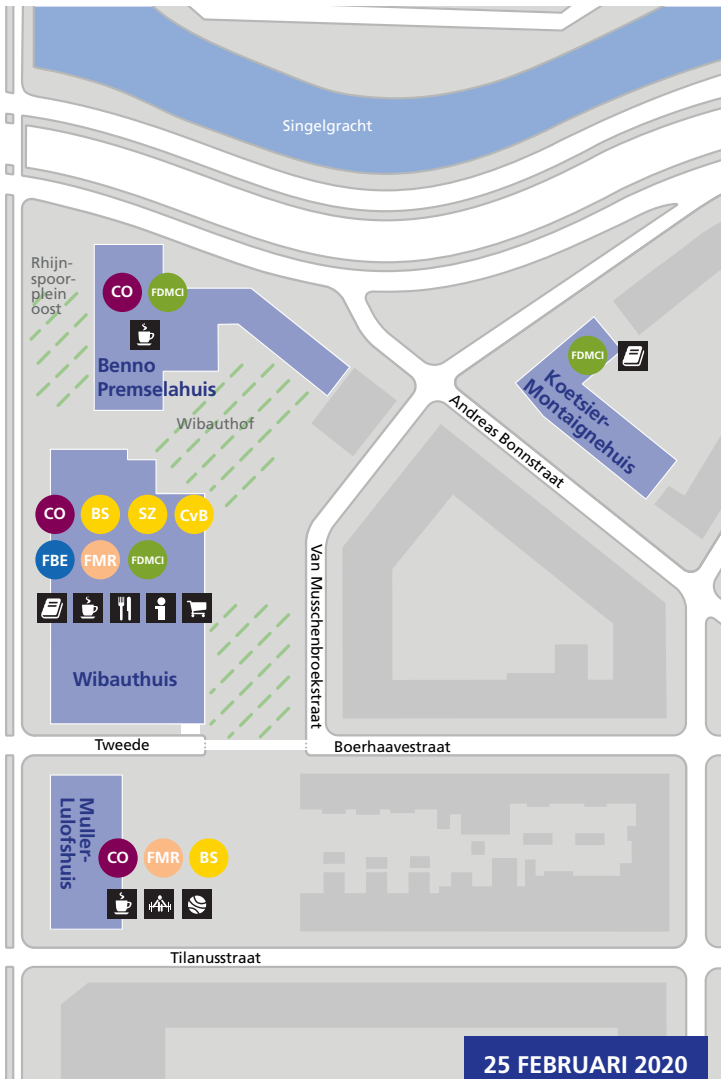 Singelgracht
Rhijn-
spoor-
plein
oost
CO
FDMCI
Benno
Premselahuis
Wibauthof
FDMCI
Koetsier-
Montaignehuis
Andreas Bonnstraat
CO
BS
SZ
CvB
FBE
FMR
FDMCI
Wibauthuis
Van Musschenbroekstraat
Tweede
Boerhaavestraat
Muller-
Lulofshuis
CO
FMR
BS
Tilanusstraat
25 FEBRUARI 2020